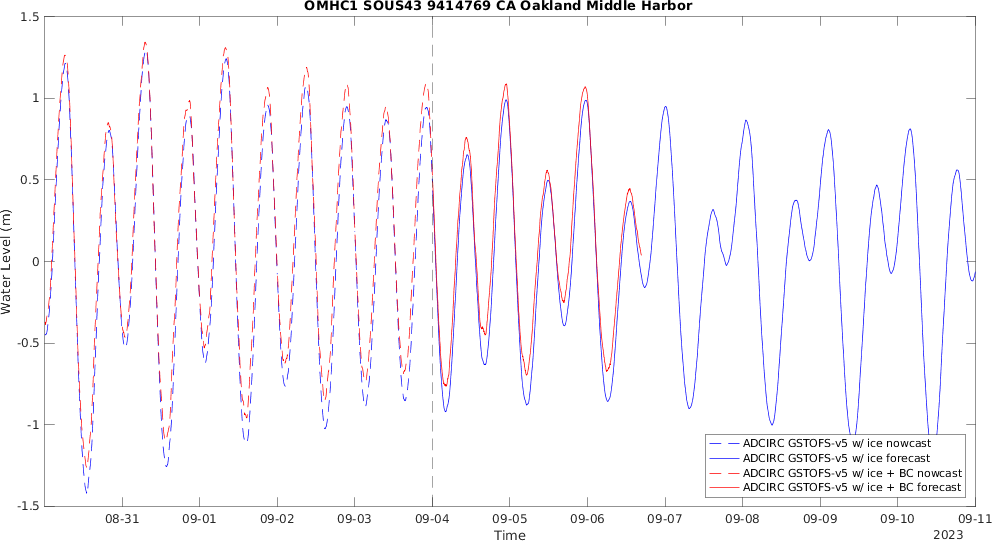 OMHC1 SOUS43 9414769 CA Oakland Middle Harbor
1.5
1
0.5
0
-0.5
-1
-1.5
Water Level (m)
ADCIRC GSTOFS-v5 w/ ice nowcast
ADCIRC GSTOFS-v5 w/ ice forecast
ADCIRC GSTOFS-v5 w/ ice + BC nowcast
ADCIRC GSTOFS-v5 w/ ice + BC forecast
08-31 09-01 09-02 09-03 09-04 09-05 09-06 09-07 09-08 09-09 09-10 09-11
Time
2023